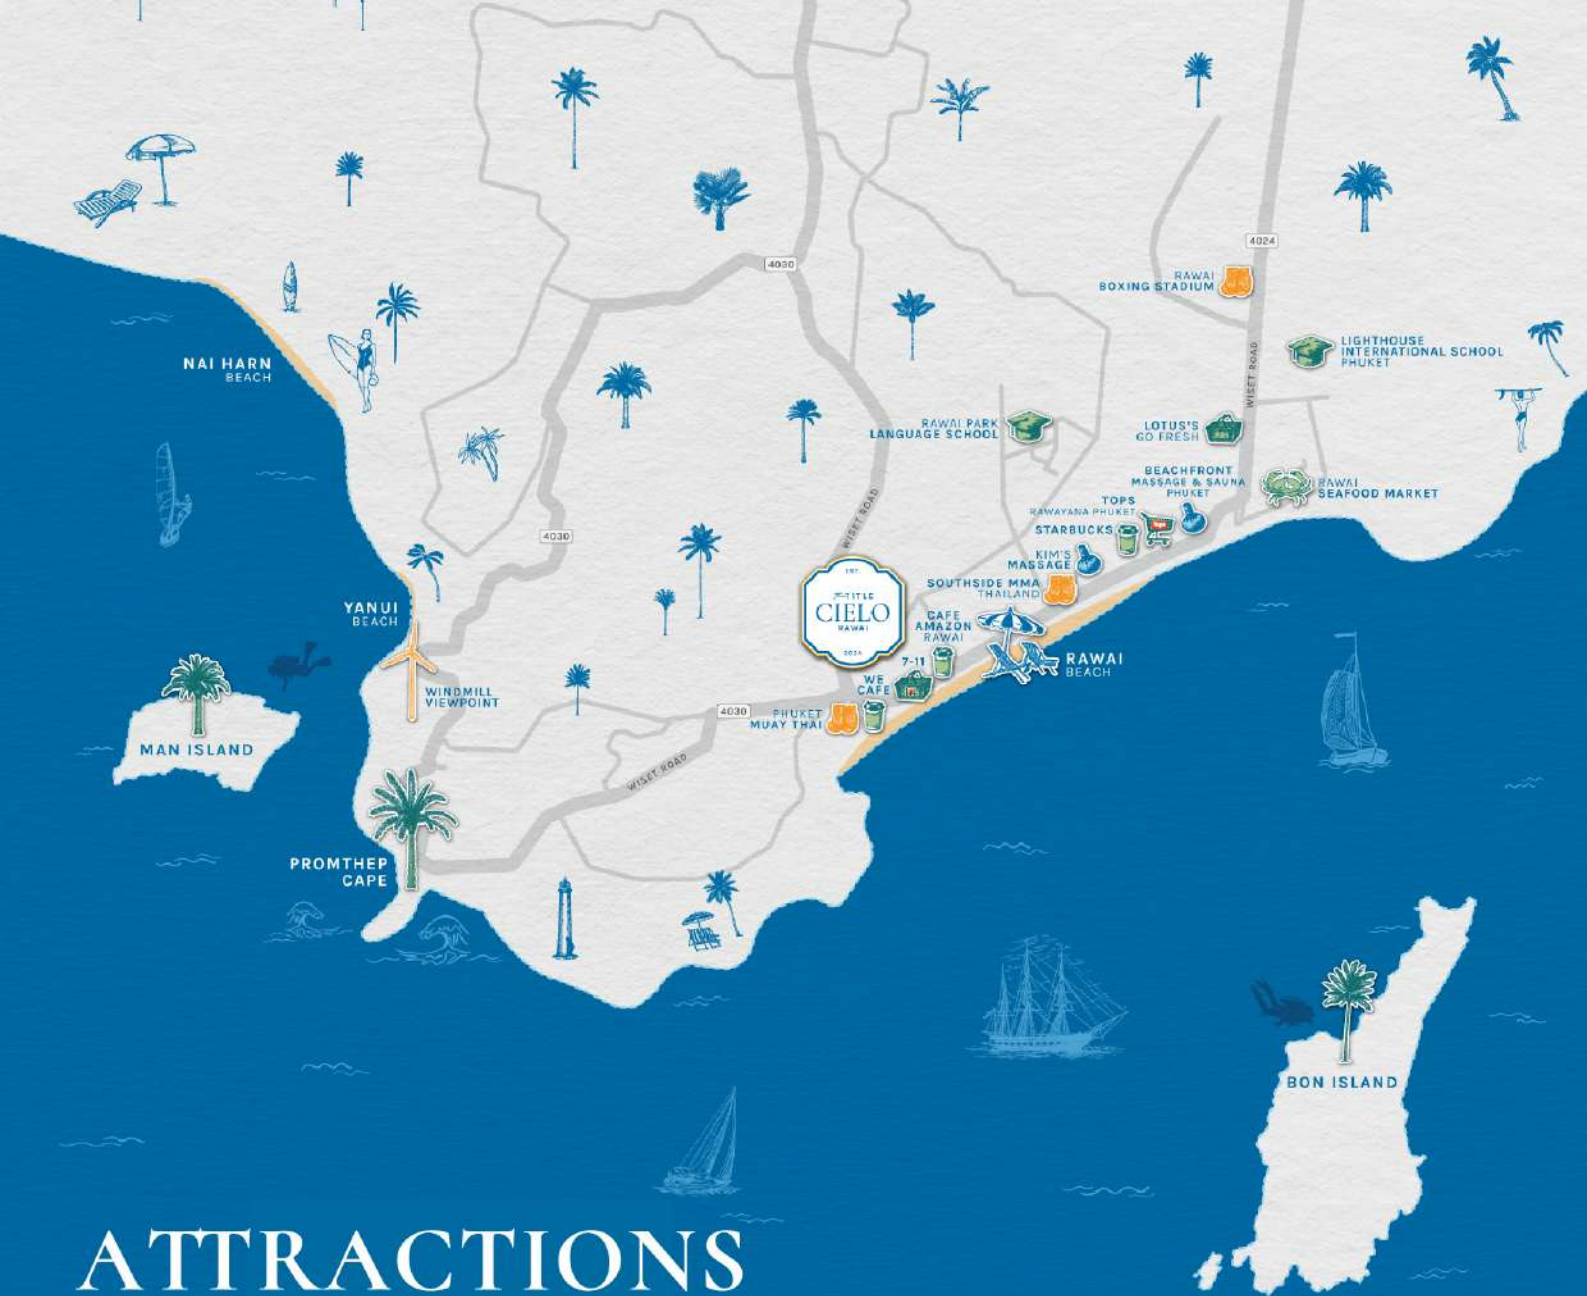 4030
4024
RAWAI
BOXING STADIUM
LIGHTHOUSE
INTERNATIONAL SCHOOL
PHUKET
WISET ROAD
NAI HARN
BEACH
RAWAI PARK
LANGUAGE SCHOOL
LOTUS'S
GO FRESH
BEACHFRONT
MASSAGE & SAUNA
PHUKET
RAWAI
SEAFOOD MARKET
TOPS
RAWAYANA PHUKET
STARBUCKS
WISET ROAD
4030
KIM'S
MASSAGE
SOUTHSIDE MMA
THAILAND
EST.
THE TITLE
CIELO
RAWAI
YANUI
BEACH
CAFE
AMAZON
RAWAI
RAWAI
BEACH
7-11
WE
CAFE
WINDMILL
VIEWPOINT
4030
PHUKET
MUAY THAI
MAN ISLAND
WISET ROAD
PROMTHEP
CAPE
BON ISLAND
ATTRACTIONS